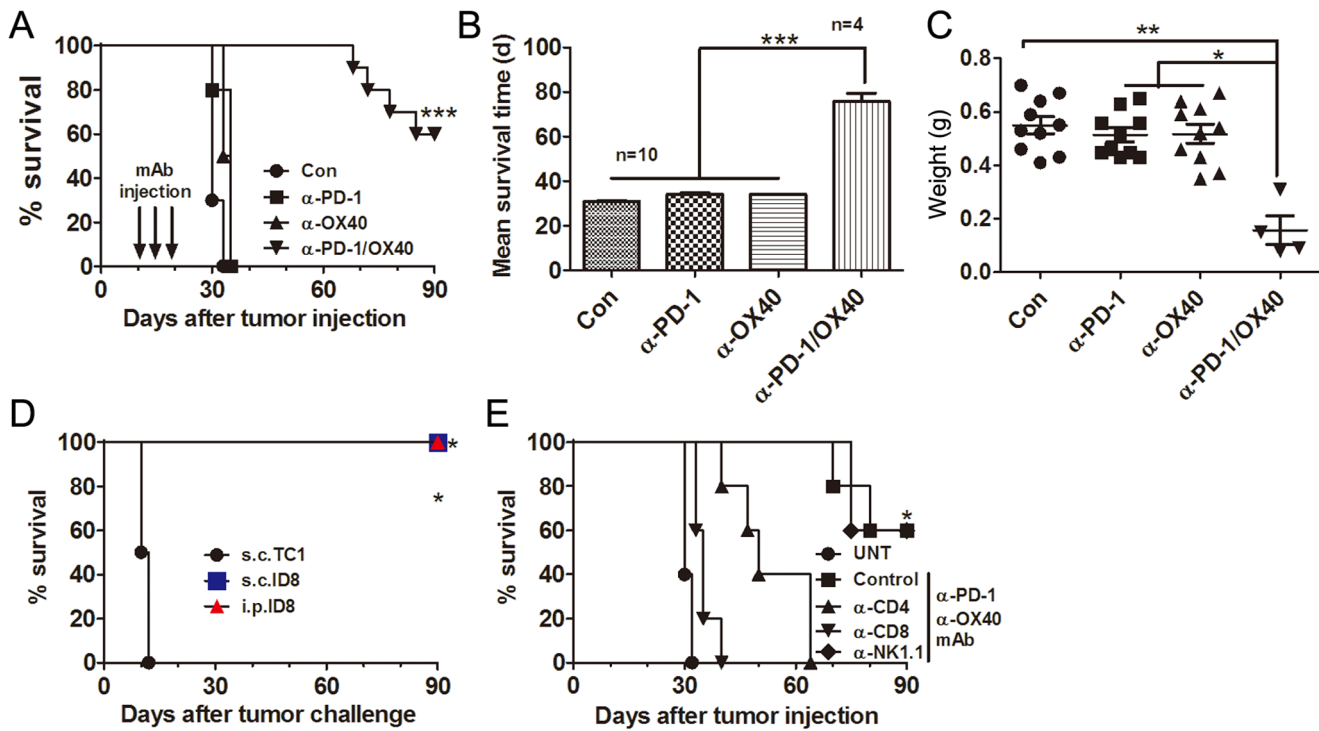 A
% survival
100
80
60
40
20
0
mAb
injection
Con
α-PD-1
α-OX40
α-PD-1/OX40
***
0
30
60
90
Days after tumor injection
B
Mean survival time (d)
100
80
60
40
20
0
n=10
n=4
***
Con
α-PD-1
α-OX40
α-PD-1/OX40
C
Weight (g)
0.8
0.6
0.4
0.2
0.0
**
*
Con
α-PD-1
α-OX40
α-PD-1/OX40
D
% survival
100
80
60
40
20
0
*
*
s.c.TC1
s.c.ID8
i.p.ID8
0
30
60
90
Days after tumor challenge
E
% survival
100
80
60
40
20
0
*
UNT
Control
α-CD4
α-CD8
α-NK1.1
α-PD-1
α-OX40
mAb
0
30
60
90
Days after tumor injection